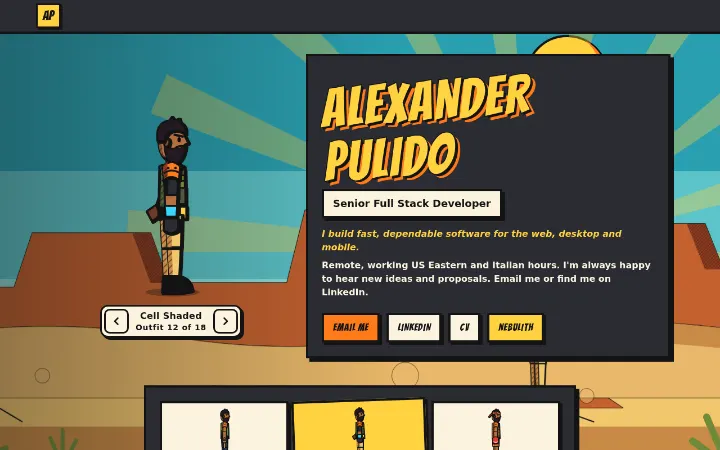 AP
ALEXANDER
PULIDO
Senior Full Stack Developer
I build fast, dependable software for the web, desktop and
mobile.
Remote, working US Eastern and Italian hours. I'm always happy
to hear new ideas and proposals. Email me or find me on
LinkedIn.
EMAIL ME
LINKEDIN
CV
NEBULITH
Cell Shaded
Outfit 12 of 18